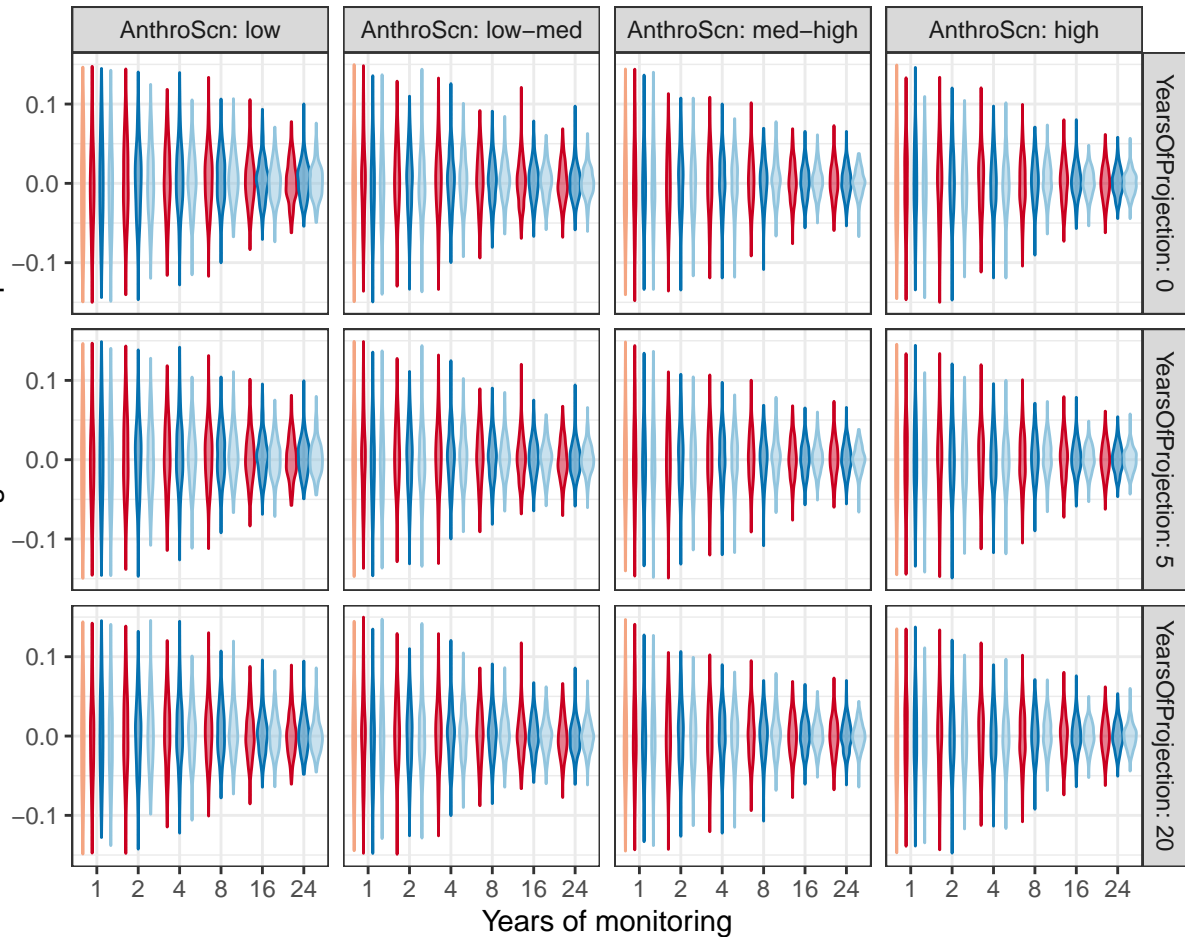 AnthroScn: low
AnthroScn: low−med
AnthroScn: med−high
AnthroScn: high
0.1
0.0
−0.1
YearsOfProjection: 0
0.1
0.0
−0.1
YearsOfProjection: 5
0.1
0.0
−0.1
YearsOfProjection: 20
1 2 4 8 16 24
1 2 4 8 16 24
1 2 4 8 16 24
1 2 4 8 16 24
Years of monitoring